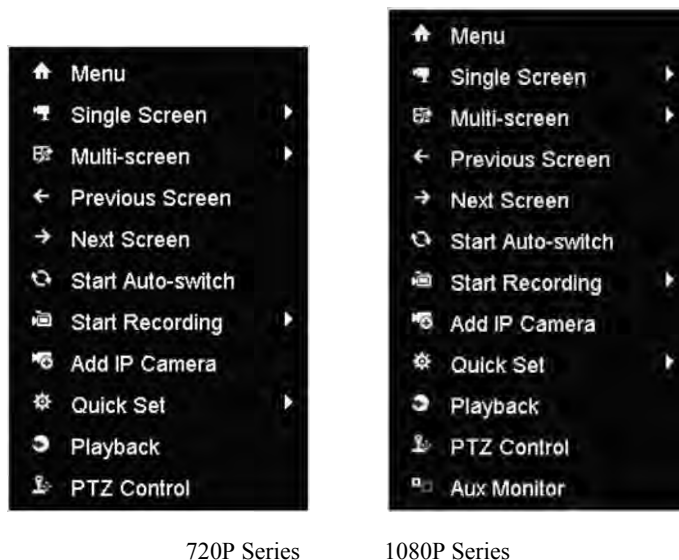 Menu
Single Screen
Multi-screen
Previous Screen
Next Screen
Start Auto-switch
Start Recording
Add IP Camera
Quick Set
Playback
PTZ Control
720P Series
Menu
Single Screen
Multi-screen
Previous Screen
Next Screen
Start Auto-switch
Start Recording
Add IP Camera
Quick Set
Playback
PTZ Control
Aux Monitor
1080P Series